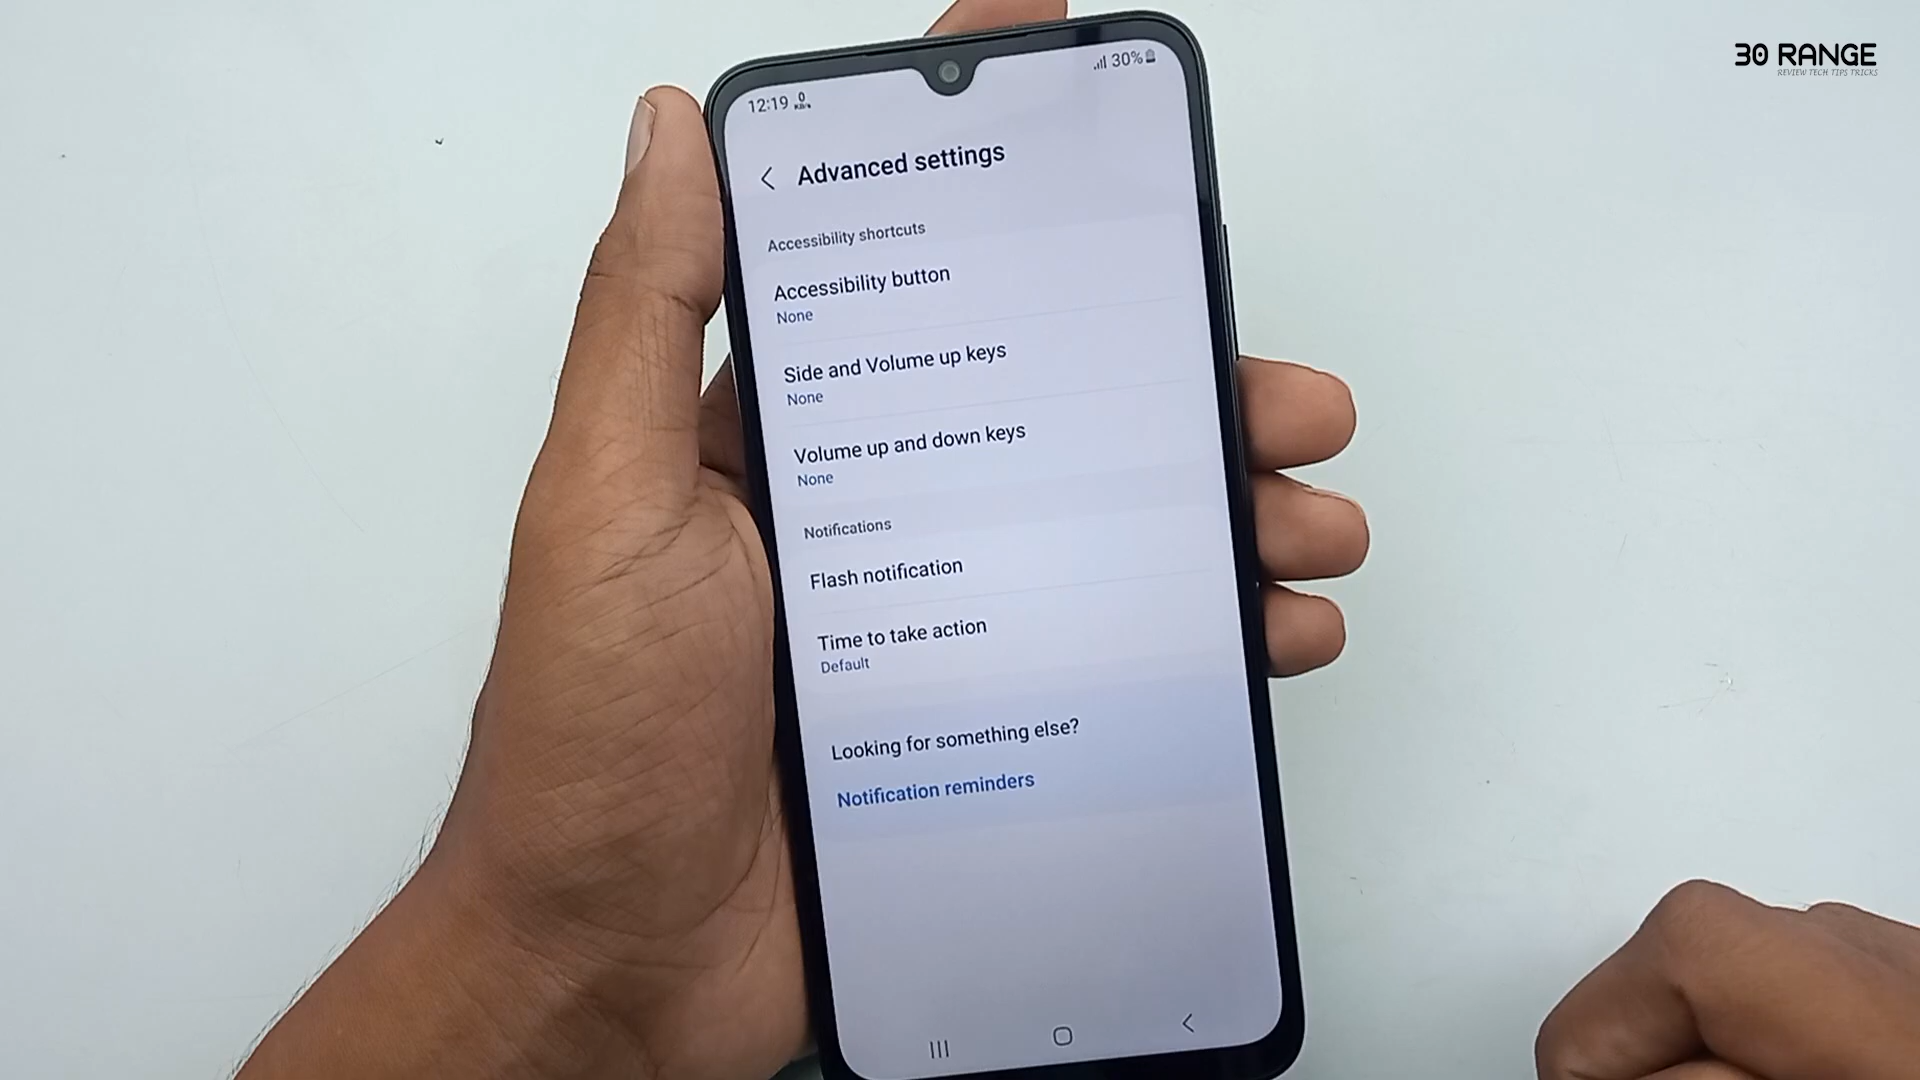 30 RANGE
REVIEW TECH TIPS TRICKS
12:19 0 KB/s
30%
Advanced settings
Accessibility shortcuts
Accessibility button
None
Side and Volume up keys
None
Volume up and down keys
None
Notifications
Flash notification
Time to take action
Default
Looking for something else?
Notification reminders